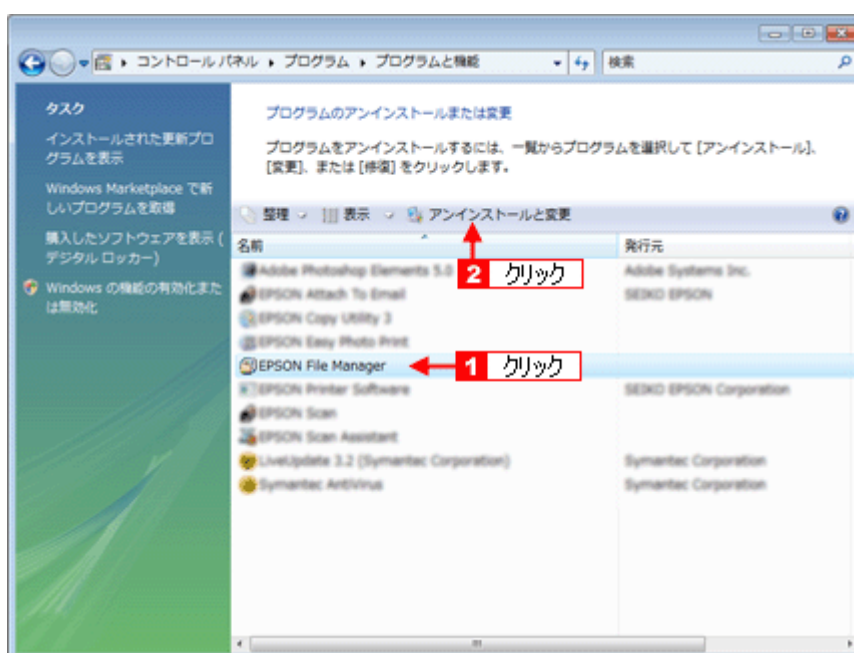 コントロール パネル ▸ プログラム ▸ プログラムと機能
検索
タスク
インストールされた更新プロ
グラムを表示
Windows Marketplace で新
しいプログラムを取得
購入したソフトウェアを表示 (
デジタル ロッカー)
Windows の機能の有効化また
は無効化
プログラムのアンインストールまたは変更
プログラムをアンインストールするには、一覧からプログラムを選択して [アンインストール]、
[変更]、または [修復] をクリックします。
整理 表示 アンインストールと変更
名前 発行元
2 クリック
Adobe Photoshop Elements 5.0 Adobe Systems Inc.
EPSON Attach To Email SEIKO EPSON
EPSON Copy Utility 3
EPSON Easy Photo Print
EPSON File Manager 1 クリック
EPSON Printer Software SEIKO EPSON Corporation
EPSON Scan
EPSON Scan Assistant
LiveUpdate 3.2 (Symantec Corporation) Symantec Corporation
Symantec AntiVirus Symantec Corporation